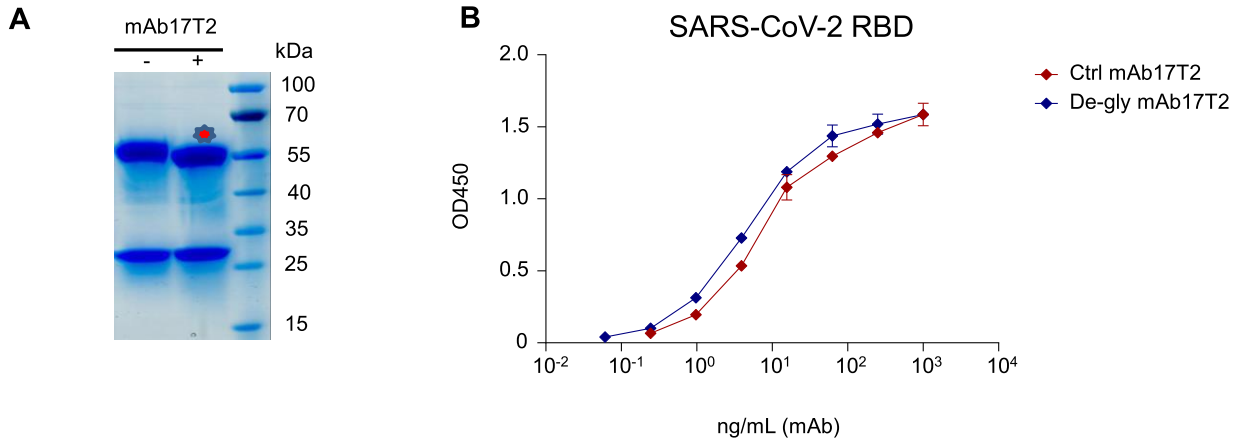 A
mAb17T2
- +
kDa
100
70
55
40
35
25
15
B
SARS-CoV-2 RBD
2.0
1.5
1.0
0.5
0
OD450
10-2 10-1 100 101 102 103 104
ng/mL (mAb)
Ctrl mAb17T2
De-gly mAb17T2